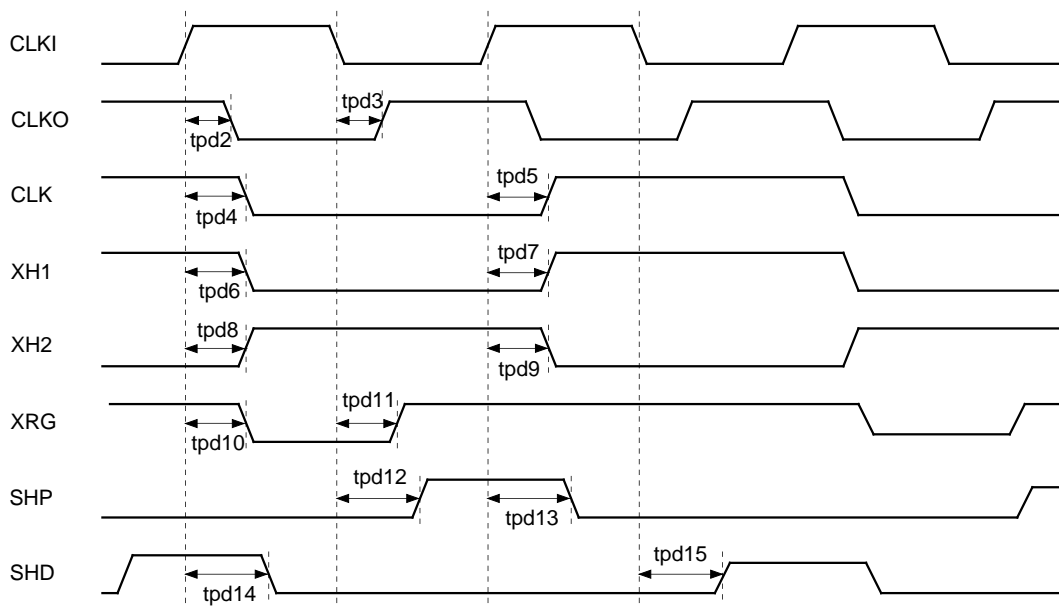 CLKI
CLKO
tpd2
tpd3
CLK
tpd4
tpd5
XH1
tpd6
tpd7
XH2
tpd8
tpd9
XRG
tpd10
tpd11
SHP
tpd12
tpd13
SHD
tpd14
tpd15